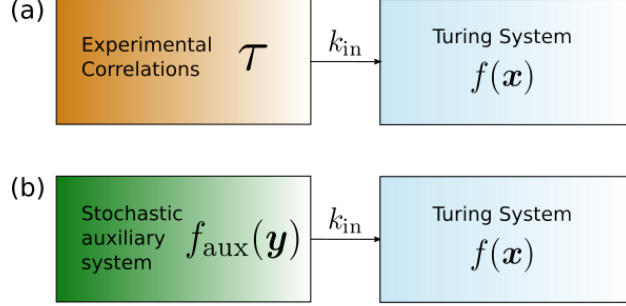 (a)
Experimental
Correlations τ
k_in
Turing System
f(x)
(b)
Stochastic
auxiliary
system
f_aux(y)
k_in
Turing System
f(x)